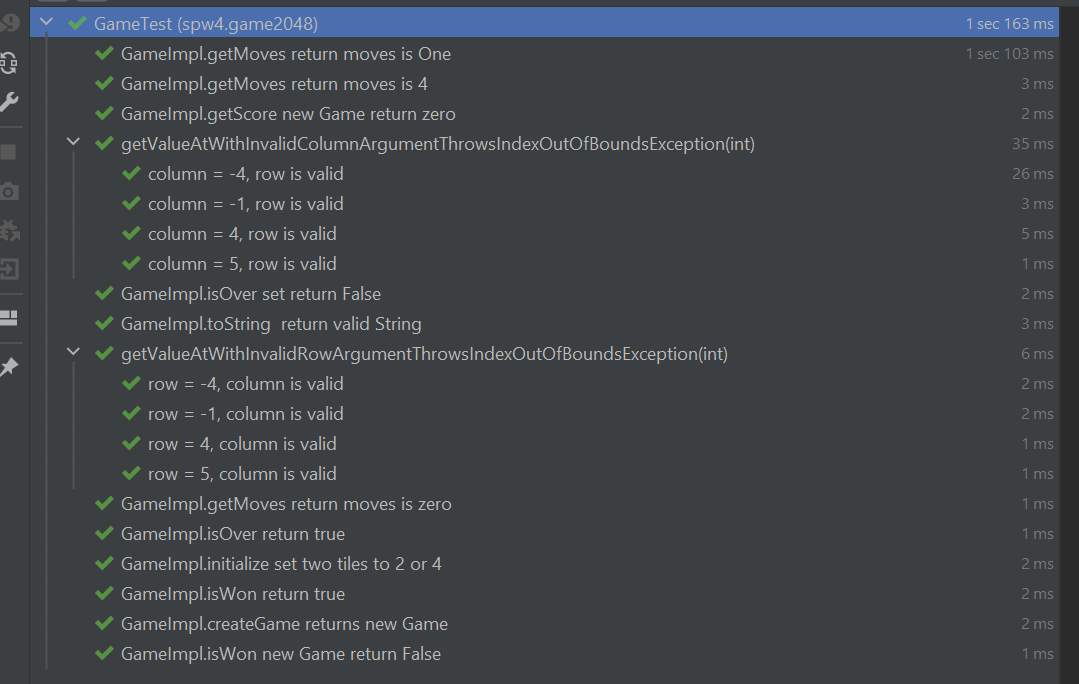 GameTest (spw4.game2048) 1 sec 163 ms
GameImpl.getMoves return moves is One 1 sec 103 ms
GameImpl.getMoves return moves is 4 3 ms
GameImpl.getScore new Game return zero 2 ms
getValueAtWithInvalidColumnArgumentThrowsIndexOutOfBoundsException(int) 35 ms
column = -4, row is valid 26 ms
column = -1, row is valid 3 ms
column = 4, row is valid 5 ms
column = 5, row is valid 1 ms
GameImpl.isOver set return False 2 ms
GameImpl.toString  return valid String 3 ms
getValueAtWithInvalidRowArgumentThrowsIndexOutOfBoundsException(int) 6 ms
row = -4, column is valid 2 ms
row = -1, column is valid 2 ms
row = 4, column is valid 1 ms
row = 5, column is valid 1 ms
GameImpl.getMoves return moves is zero 1 ms
GameImpl.isOver return true 1 ms
GameImpl.initialize set two tiles to 2 or 4 2 ms
GameImpl.isWon return true 2 ms
GameImpl.createGame returns new Game 2 ms
GameImpl.isWon new Game return False 1 ms